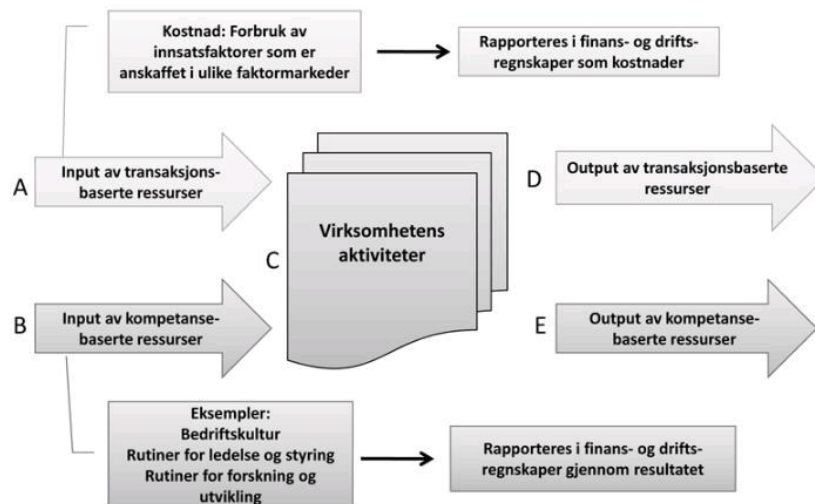 Kostnad: Forbruk av
innsatsfaktorer som er
anskaffet i ulike faktormarkeder
Rapporteres i finans- og drifts-
regnskaper som kostnader
A
Input av transaksjons-
baserte ressurser
D
Output av transaksjonsbaserte
ressurser
C
Virksomhetens
aktiviteter
B
Input av kompetanse-
baserte ressurser
E
Output av kompetanse-
baserte ressurser
Eksempler:
Bedriftskultur
Rutiner for ledelse og styring
Rutiner for forskning og
utvikling
Rapporteres i finans- og drifts-
regnskaper gjennom resultatet